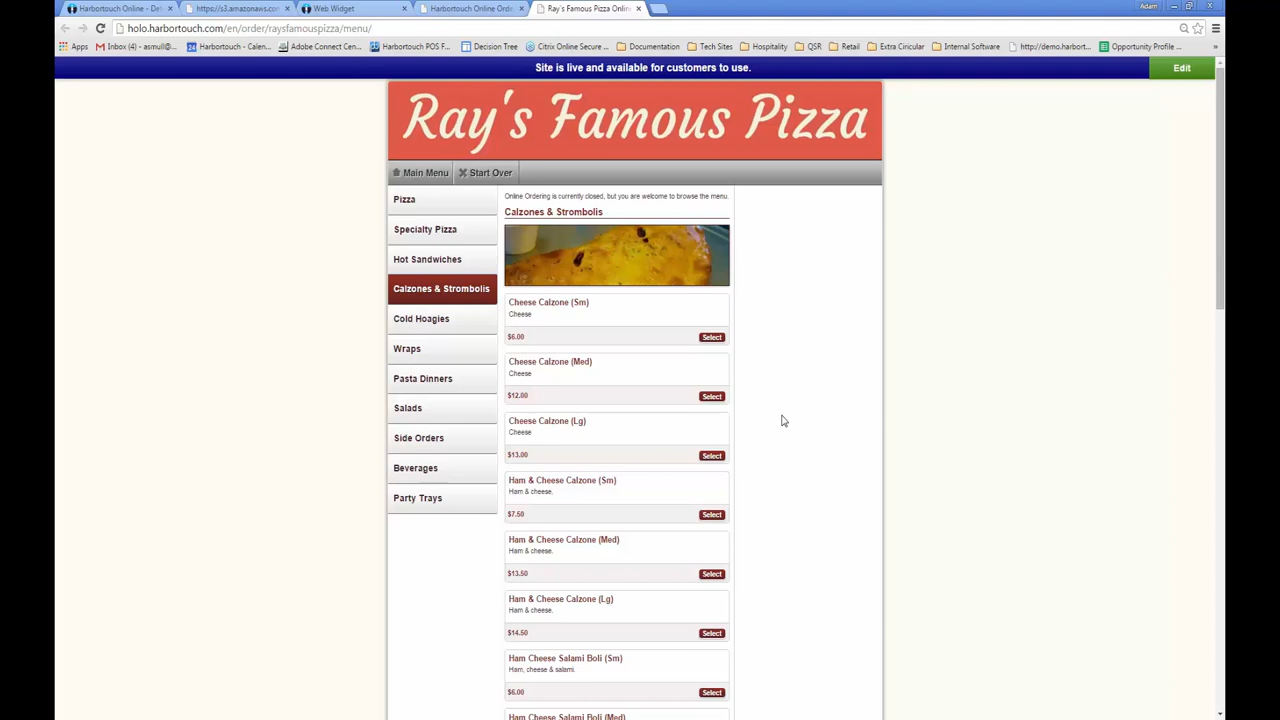 Harbortouch Online - De
https://s3.amazonaws.co
Web Widget
Harbortouch Online Orde
Ray's Famous Pizza Onlin
Adam
holo.harbortouch.com/en/order/raysfamouspizza/menu/
Apps
Inbox (4) - asmull@
Harbortouch - Calen
Adobe Connect Cen
Harbortouch POS F
Decision Tree
Citrix Online Secure
Documentation
Tech Sites
Hospitality
QSR
Retail
Extra Ciricular
Internal Software
http://demo.harbort
Opportunity Profile
Site is live and available for customers to use.
Edit
Ray's Famous Pizza
Main Menu
Start Over
Pizza
Specialty Pizza
Hot Sandwiches
Calzones & Strombolis
Cold Hoagies
Wraps
Pasta Dinners
Salads
Side Orders
Beverages
Party Trays
Online Ordering is currently closed, but you are welcome to browse the menu.
Calzones & Strombolis
Cheese Calzone (Sm)
Cheese
$6.00
Select
Cheese Calzone (Med)
Cheese
$12.00
Select
Cheese Calzone (Lg)
Cheese
$13.00
Select
Ham & Cheese Calzone (Sm)
Ham & cheese.
$7.50
Select
Ham & Cheese Calzone (Med)
Ham & cheese.
$13.50
Select
Ham & Cheese Calzone (Lg)
Ham & cheese.
$14.50
Select
Ham Cheese Salami Boli (Sm)
Ham, cheese & salami.
$6.00
Select
Ham Cheese Salami Boli (Med)